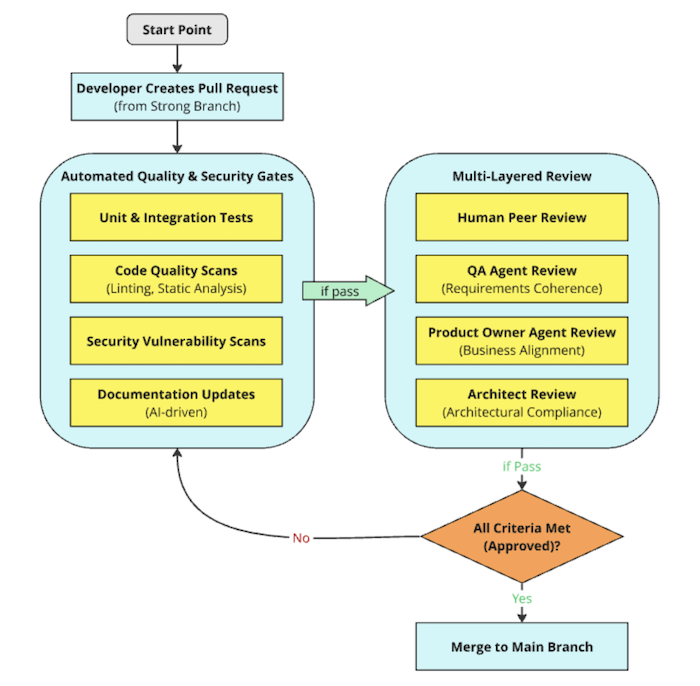 Start Point
Developer Creates Pull Request
(from Strong Branch)
Automated Quality & Security Gates
Unit & Integration Tests
Code Quality Scans
(Linting, Static Analysis)
Security Vulnerability Scans
Documentation Updates
(AI-driven)
if pass
Multi-Layered Review
Human Peer Review
QA Agent Review
(Requirements Coherence)
Product Owner Agent Review
(Business Alignment)
Architect Review
(Architectural Compliance)
if Pass
All Criteria Met
(Approved)?
No
Yes
Merge to Main Branch